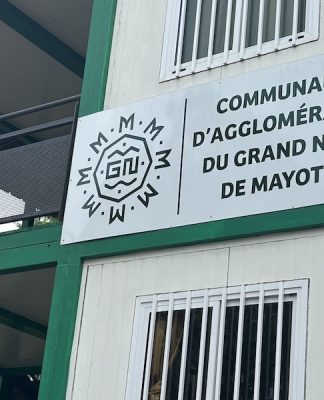 GN
COMMUNA
D'AGGLOMÉRA
DU GRAND N
DE MAYOT